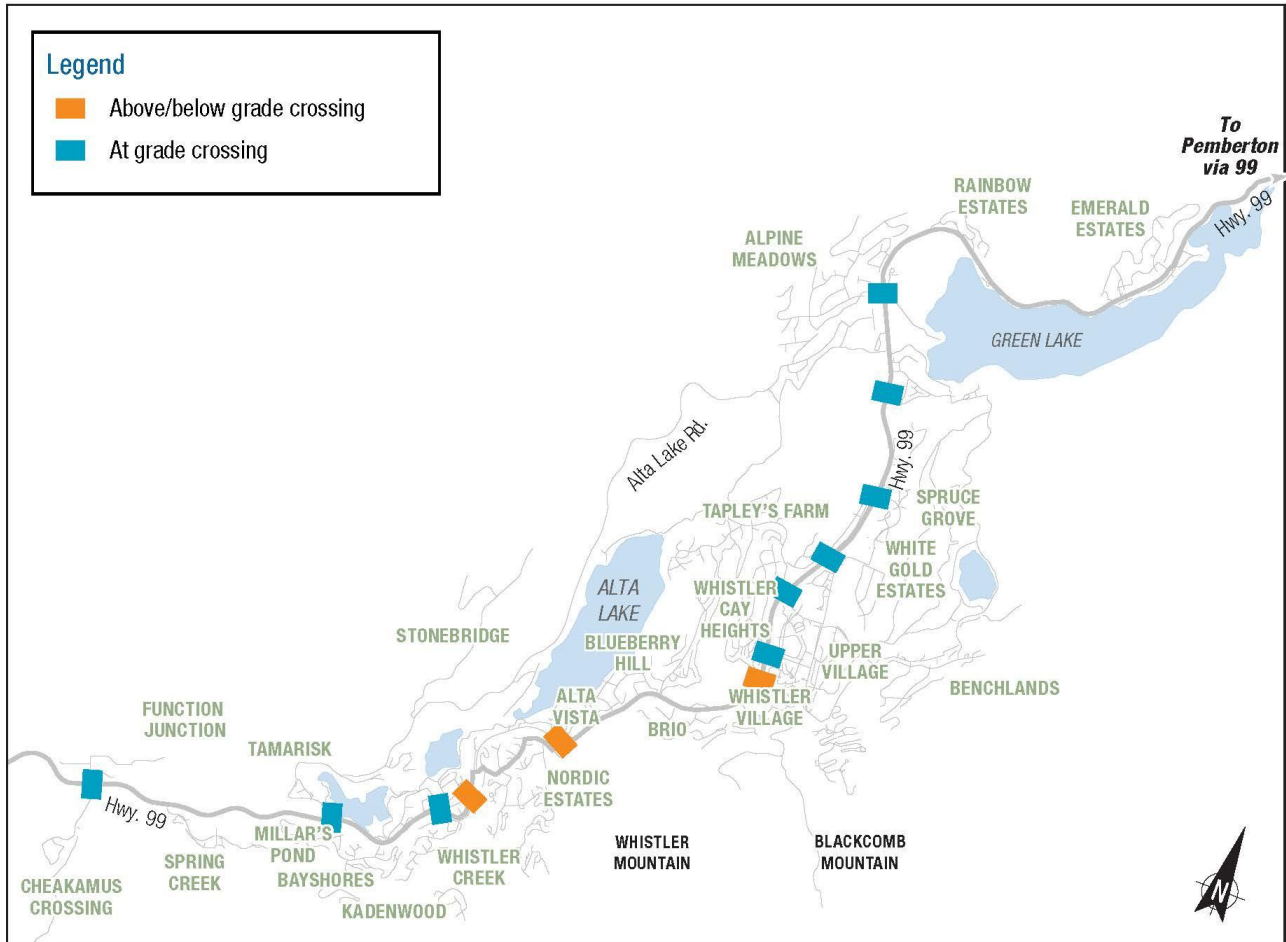 Legend
Above/below grade crossing
At grade crossing
To
Pemberton
via 99
Hwy. 99
RAINBOW
ESTATES
EMERALD
ESTATES
ALPINE
MEADOWS
GREEN LAKE
Alta Lake Rd.
Hwy. 99
SPRUCE
GROVE
TAPLEY'S FARM
WHITE
GOLD
ESTATES
ALTA
LAKE
WHISTLER
CAY
HEIGHTS
STONEBRIDGE
BLUEBERRY
HILL
UPPER
VILLAGE
BENCHLANDS
ALTA
VISTA
WHISTLER
VILLAGE
BRIO
FUNCTION
JUNCTION
TAMARISK
NORDIC
ESTATES
Hwy. 99
MILLAR'S
POND
WHISTLER
MOUNTAIN
BLACKCOMB
MOUNTAIN
SPRING
CREEK
BAYSHORES
WHISTLER
CREEK
CHEAKAMUS
CROSSING
KADENWOOD
N